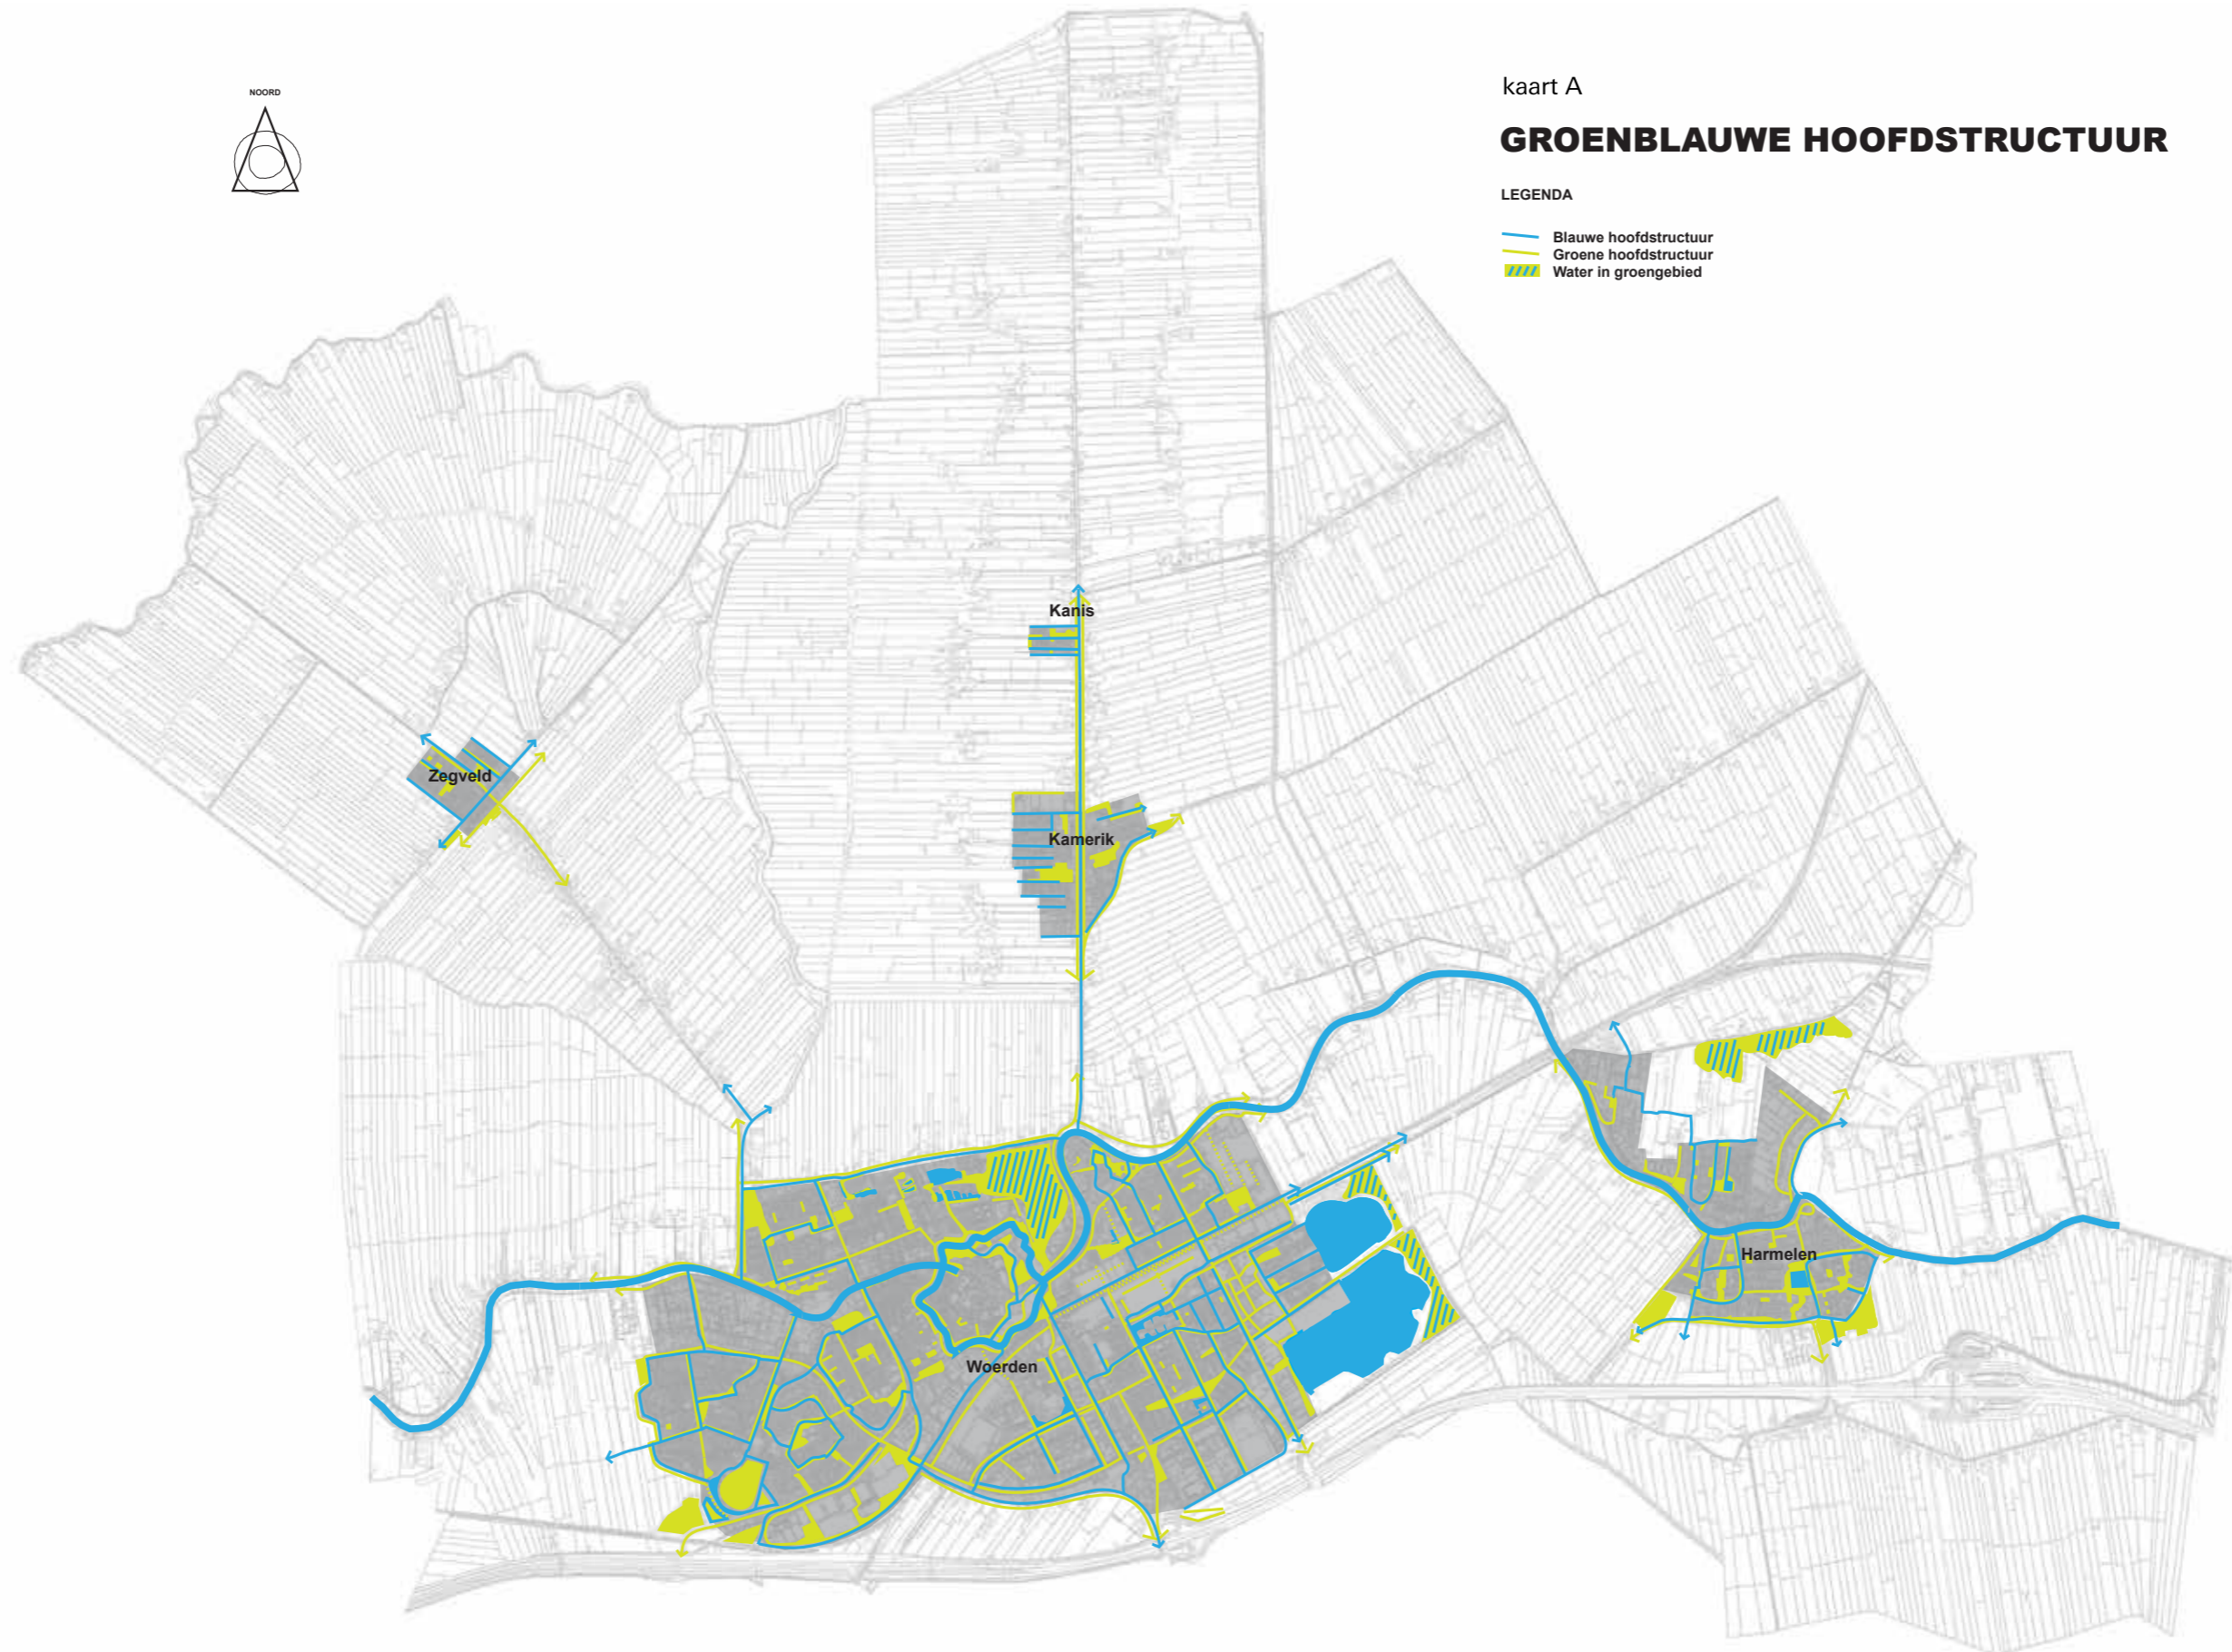 NOORD
kaart A
GROENBLAUWE HOOFDSTRUCTUUR
LEGENDA
Blauwe hoofdstructuur
Groene hoofdstructuur
Water in groengebied
Kanis
Zegveld
Kamerik
Harmelen
Woerden